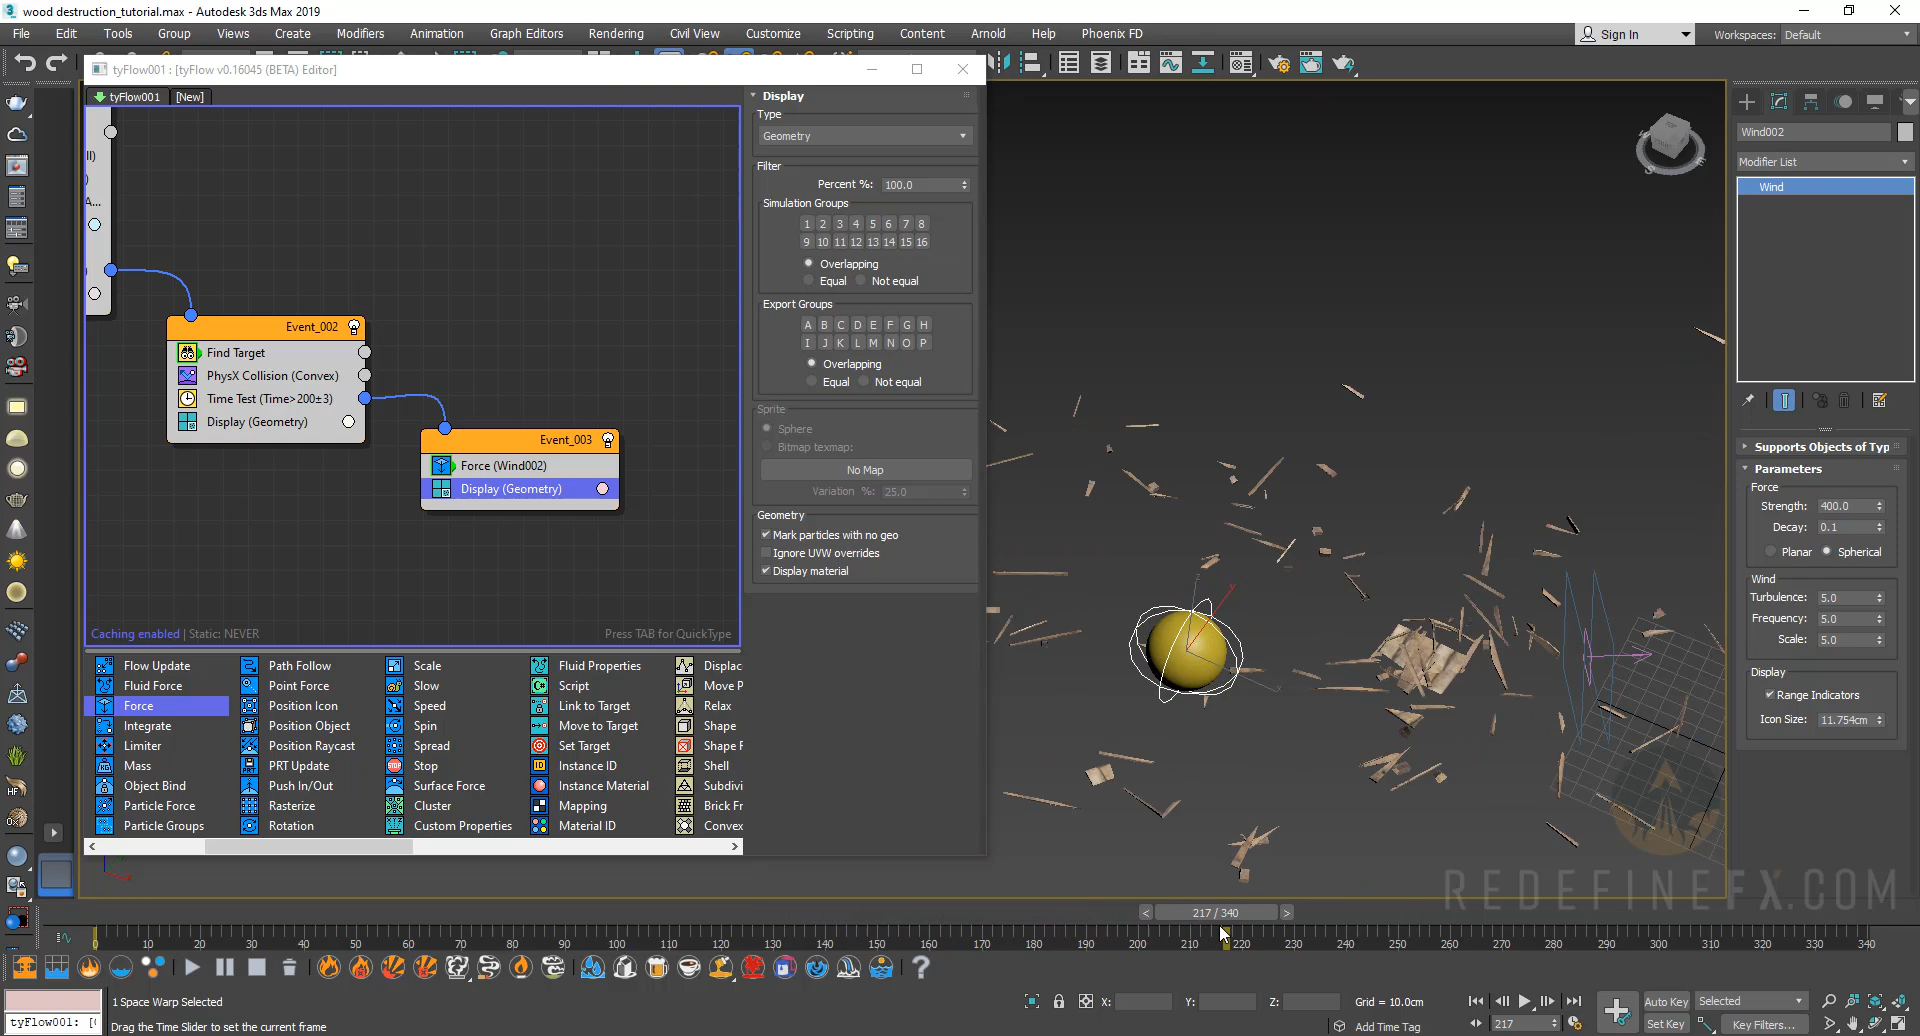 wood destruction_tutorial.max - Autodesk 3ds Max 2019
File Edit Tools Group Views Create Modifiers Animation Graph Editors Rendering Civil View Customize Scripting Content Arnold Help Phoenix FD
Sign In Workspaces: Default
tyFlow001 : [tyFlow v0.16045 (BETA) Editor]
tyFlow001 [New]
Event_002
Find Target
PhysX Collision (Convex)
Time Test (Time>200±3)
Display (Geometry)
Event_003
Force (Wind002)
Display (Geometry)
Caching enabled | Static: NEVER
Press TAB for QuickType
Flow Update Path Follow Scale Fluid Properties Displac
Fluid Force Point Force Slow Script Move P
Force Position Icon Speed Link to Target Relax
Integrate Position Object Spin Move to Target Shape
Limiter Position Raycast Spread Set Target Shape F
Mass PRT Update Stop Instance ID Shell
Object Bind Push In/Out Surface Force Instance Material Subdivi
Particle Force Rasterize Cluster Mapping Brick Fr
Particle Groups Rotation Custom Properties Material ID Convex
Display
Type
Geometry
Filter
Percent %: 100.0
Simulation Groups
1 2 3 4 5 6 7 8
9 10 11 12 13 14 15 16
Overlapping
Equal Not equal
Export Groups
A B C D E F G H
I J K L M N O P
Overlapping
Equal Not equal
Sprite
Sphere
Bitmap texmap:
No Map
Variation %: 25.0
Geometry
Mark particles with no geo
Ignore UVW overrides
Display material
Wind002
Modifier List
Wind
Supports Objects of Typ
Parameters
Force
Strength: 400.0
Decay: 0.1
Planar Spherical
Wind
Turbulence: 5.0
Frequency: 5.0
Scale: 5.0
Display
Range Indicators
Icon Size: 11.754cm
REDEFINEFX.COM
< 217 / 340 >
0 10 20 30 40 50 60 70 80 90 100 110 120 130 140 150 160 170 180 190 200 210 220 230 240 250 260 270 280 290 300 310 320 330 340
1 Space Warp Selected
X: Y: Z: Grid = 10.0cm
Auto Key Selected
tyFlow001: [
Drag the Time Slider to set the current frame
Add Time Tag
217
Set Key Key Filters...